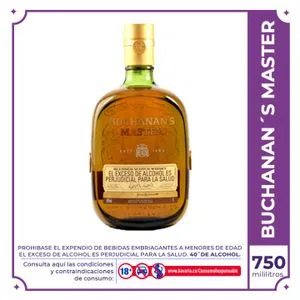 BUCHANAN'S
MASTER
EL EXCESO DE ALCOHOL ES
PERJUDICIAL PARA LA SALUD
BUCHANAN´S MASTER
750
mililitros
PROHIBASE EL EXPENDIO DE BEBIDAS EMBRIAGANTES A MENORES DE EDAD
EL EXCESO DE ALCOHOL ES PERJUDICIAL PARA LA SALUD. 40°DE ALCOHOL.
Consulta aquí las condiciones
y contraindicaciones
de consumo:
18+